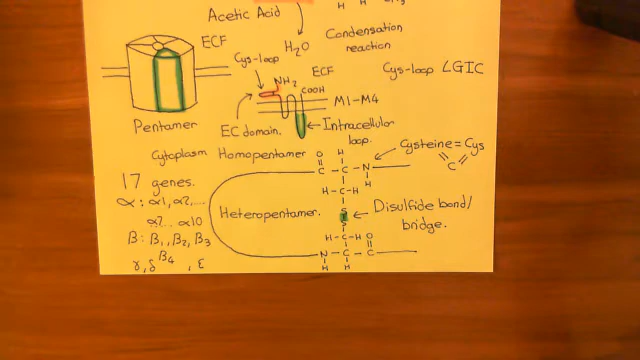 Acetic Acid
H H CH₃
ECF
H₂O
Condensation
reaction
Cys-loop
NH₂
ECF
COOH
Cys-loop LGIC
M1-M4
Pentamer
EC domain.
Intracellular
loop.
Cytoplasm
Homopentamer
O H
C - C - N
H
Cysteine = Cys
C
H-C-H
17 genes.
α: α1, α2,....
α7... α10
β: β₁, β₂, β₃
β₄
γ, δ , ε
Heteropentamer.
S
S
Disulfide bond/
bridge.
H-C-H O
N - C - C
H H